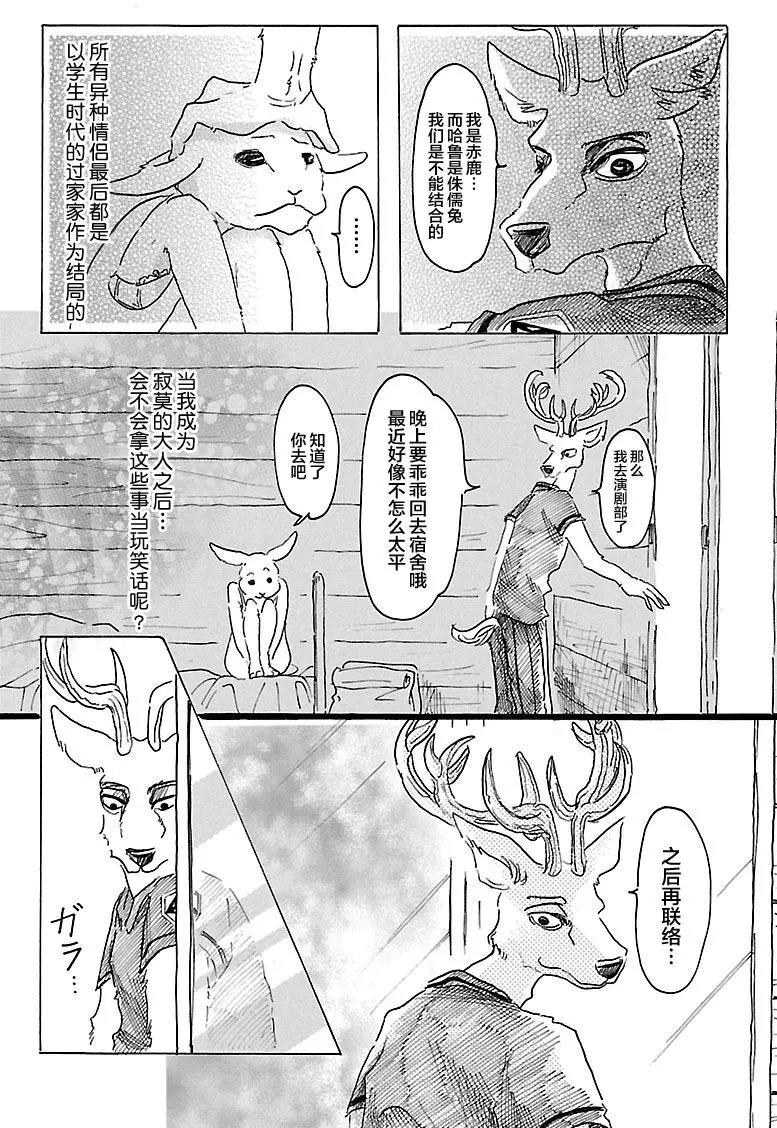 我是赤鹿…
而哈鲁是侏儒兔
我们是不能结合的
……
所有异种情侣最后都是
以学生时代的过家家作为结局的
那么
我去演剧部了
晚上要乖乖回去宿舍哦
最近好像不怎么太平
知道了
你去吧
当我成为
寂莫的大人之后…
会不会拿这些事当玩笑话呢？
之后再联络
ガラ…